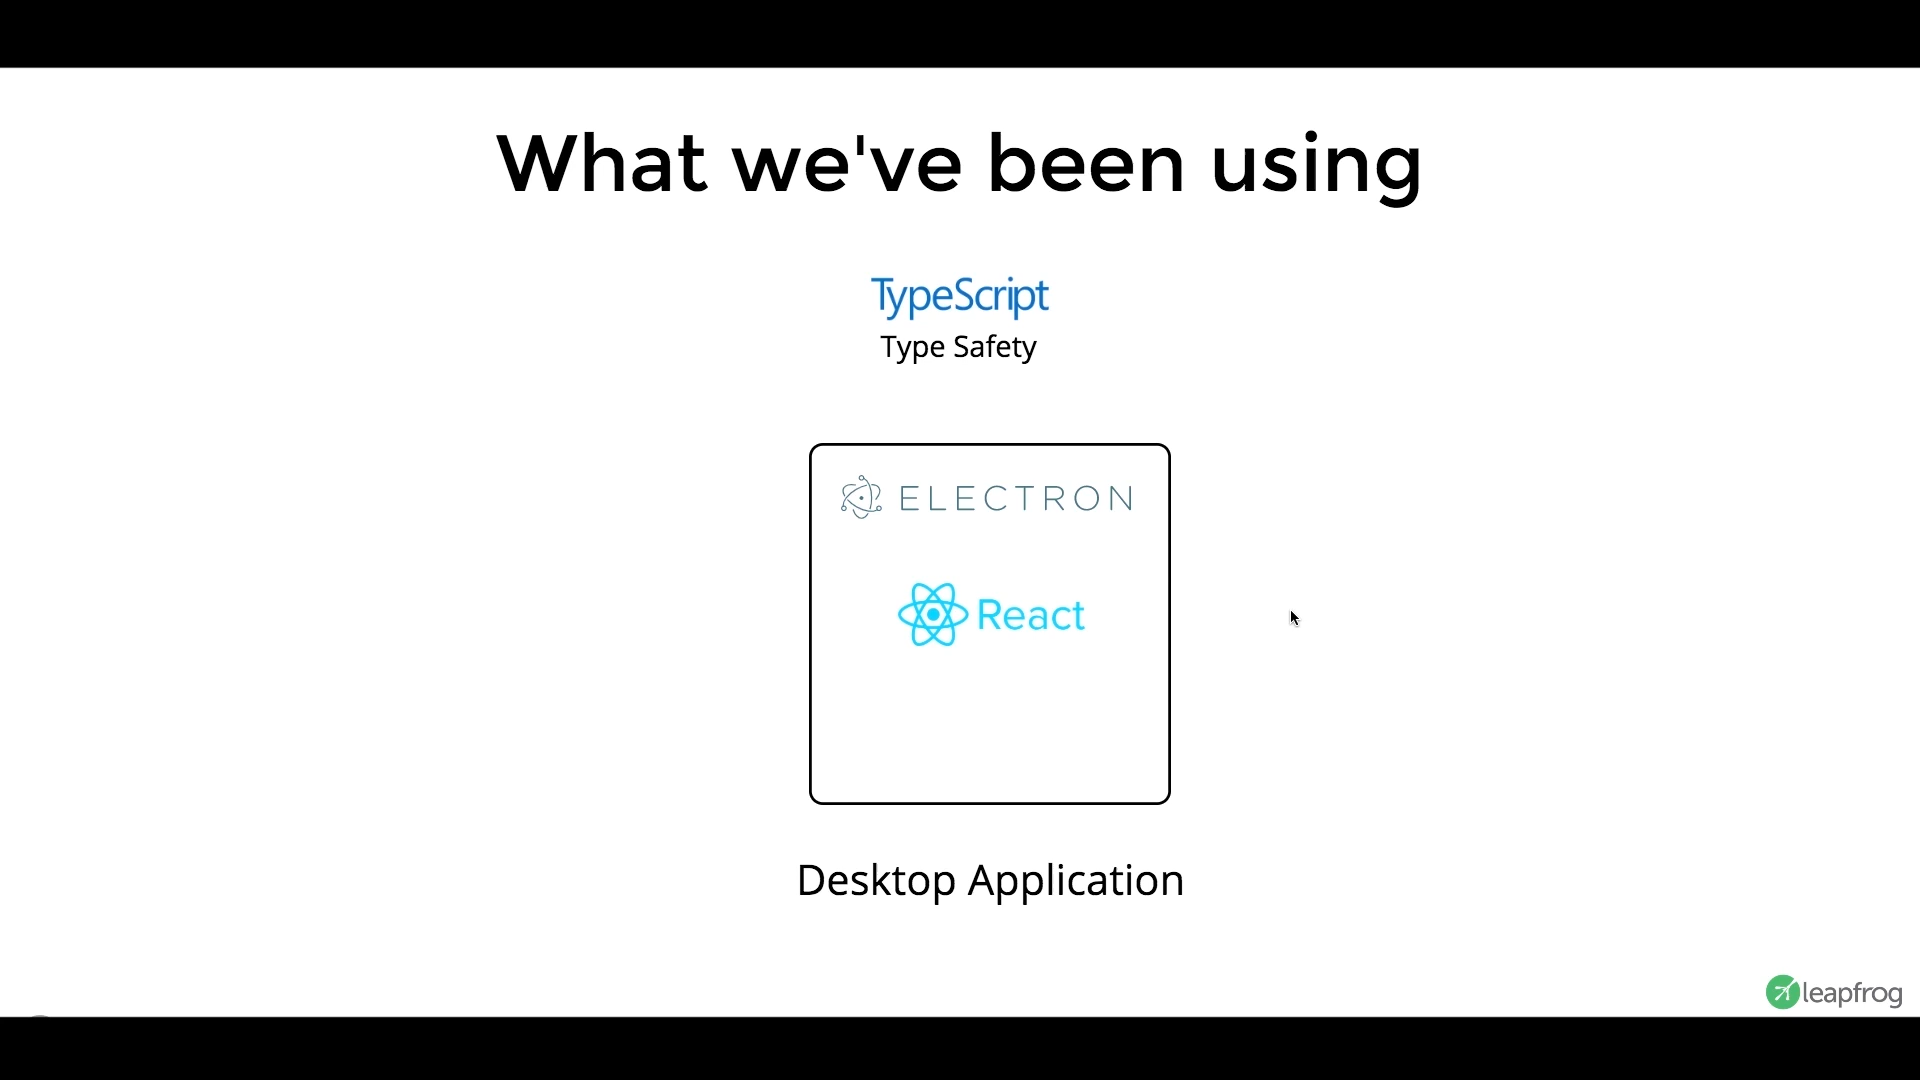 What we've been using
TypeScript
Type Safety
ELECTRON
React
Desktop Application
leapfrog